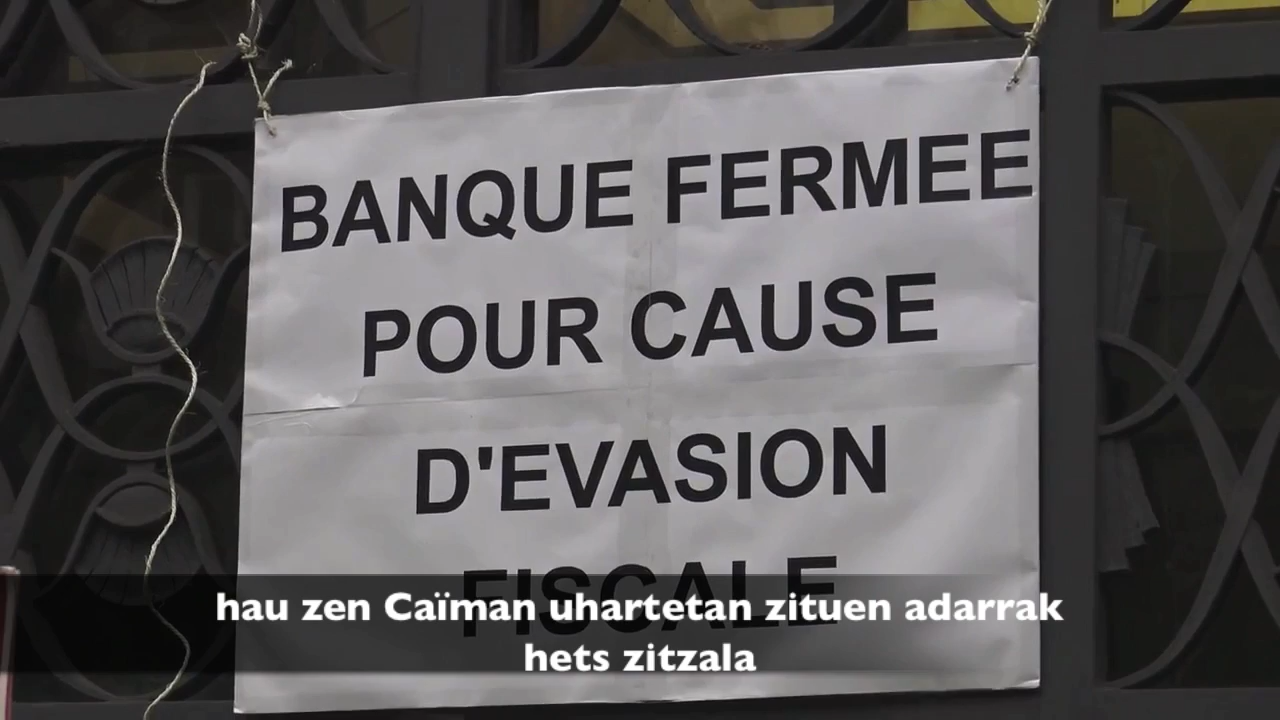 BANQUE FERMEE
POUR CAUSE
D'EVASION
FISCALE
hau zen Caïman uhartetan zituen adarrak
hets zitzala